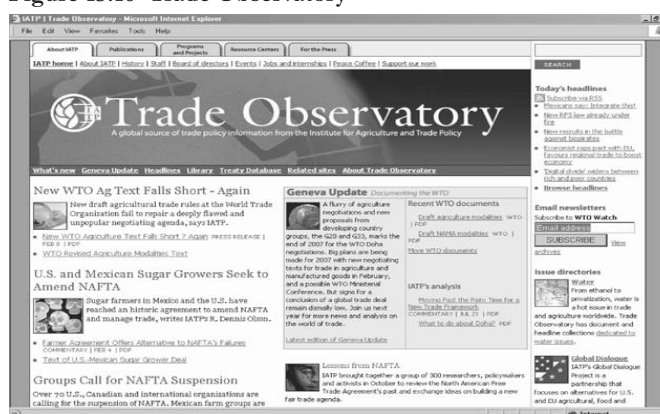 IATP | Trade Observatory - Microsoft Internet Explorer
File Edit View Favorites Tools Help
About IATP
Publications
Programs
and Projects
Resource Centers
For the Press
IATP home | About IATP | History | Staff | Board of directors | Events | Jobs and internships | Peace Coffee | Support our work
Trade Observatory
A global source of trade policy information from the Institute for Agriculture and Trade Policy
What's new Geneva Update Headlines Library Treaty Database Related sites About Trade Observatory
New WTO Ag Text Falls Short - Again
New draft agricultural trade rules at the World Trade
Organization fail to repair a deeply flawed and
unpopular negotiating agenda, says IATP.
New WTO Agriculture Text Falls Short ? Again PRESS RELEASE |
FEB 8 | PDF
WTO Revised Agriculture Modalities Text
U.S. and Mexican Sugar Growers Seek to
Amend NAFTA
Sugar farmers in Mexico and the U.S. have
reached an historic agreement to amend NAFTA
and manage trade, writes IATP's R. Dennis Olson.
Farmer Agreement Offers Alternative to NAFTA's Failures
COMMENTARY | FEB 4 | PDF
Text of U.S.-Mexican Sugar Grower Deal
Groups Call for NAFTA Suspension
Over 70 U.S., Canadian and international organizations are
calling for the suspension of NAFTA. Mexican farm groups are
Geneva Update Documenting the WTO
A flurry of agriculture
negotiations and new
proposals from
developing country
groups, the G20 and G33, marks the
end of 2007 for the WTO Doha
negotiations. Big plans are being
made for 2007 with new negotiating
texts for trade in agriculture and
manufactured goods in February,
and a possible WTO Ministerial
Conference. But signs for a
conclusion of a global trade deal
remain dismally low. Join us next
year for more news and analysis on
the world of trade.
Latest edition of Geneva Update
Recent WTO documents
Draft agriculture modalities WTO
| PDF
Draft NAMA modalities WTO |
PDF
More WTO documents
IATP's analysis
Moving Past the Polo Time for a
New Trade Framework
COMMENTARY | JUL 23 | PDF
What to do about Doha? PDF
Lessons from NAFTA
IATP brought together a group of 300 researchers, policymakers
and activists in October to review the North American Free
Trade Agreement's past and exchange ideas on building a new
fair trade agenda.
SEARCH
Today's headlines
Subscribe via RSS
Mexicans say: Integrate this!
New RFS law already under
fire
New recruits in the battle
against biopirates
Economist raps pact with EU,
favours regional trade to boost
economy
'Digital divide' widens between
rich and poor countries
Browse headlines
Email newsletters
Subscribe to WTO Watch
Email address
SUBSCRIBE View
archives
Issue directories
Water
From ethanol to
privatization, water is
a hot issue in trade
and agriculture worldwide. Trade
Observatory has document and
headline collections dedicated to
water issues.
Global Dialogue
IATP's Global Dialogue
Project is a
partnership that
focuses on alternatives for U.S.
and EU agricultural, food and
Internet